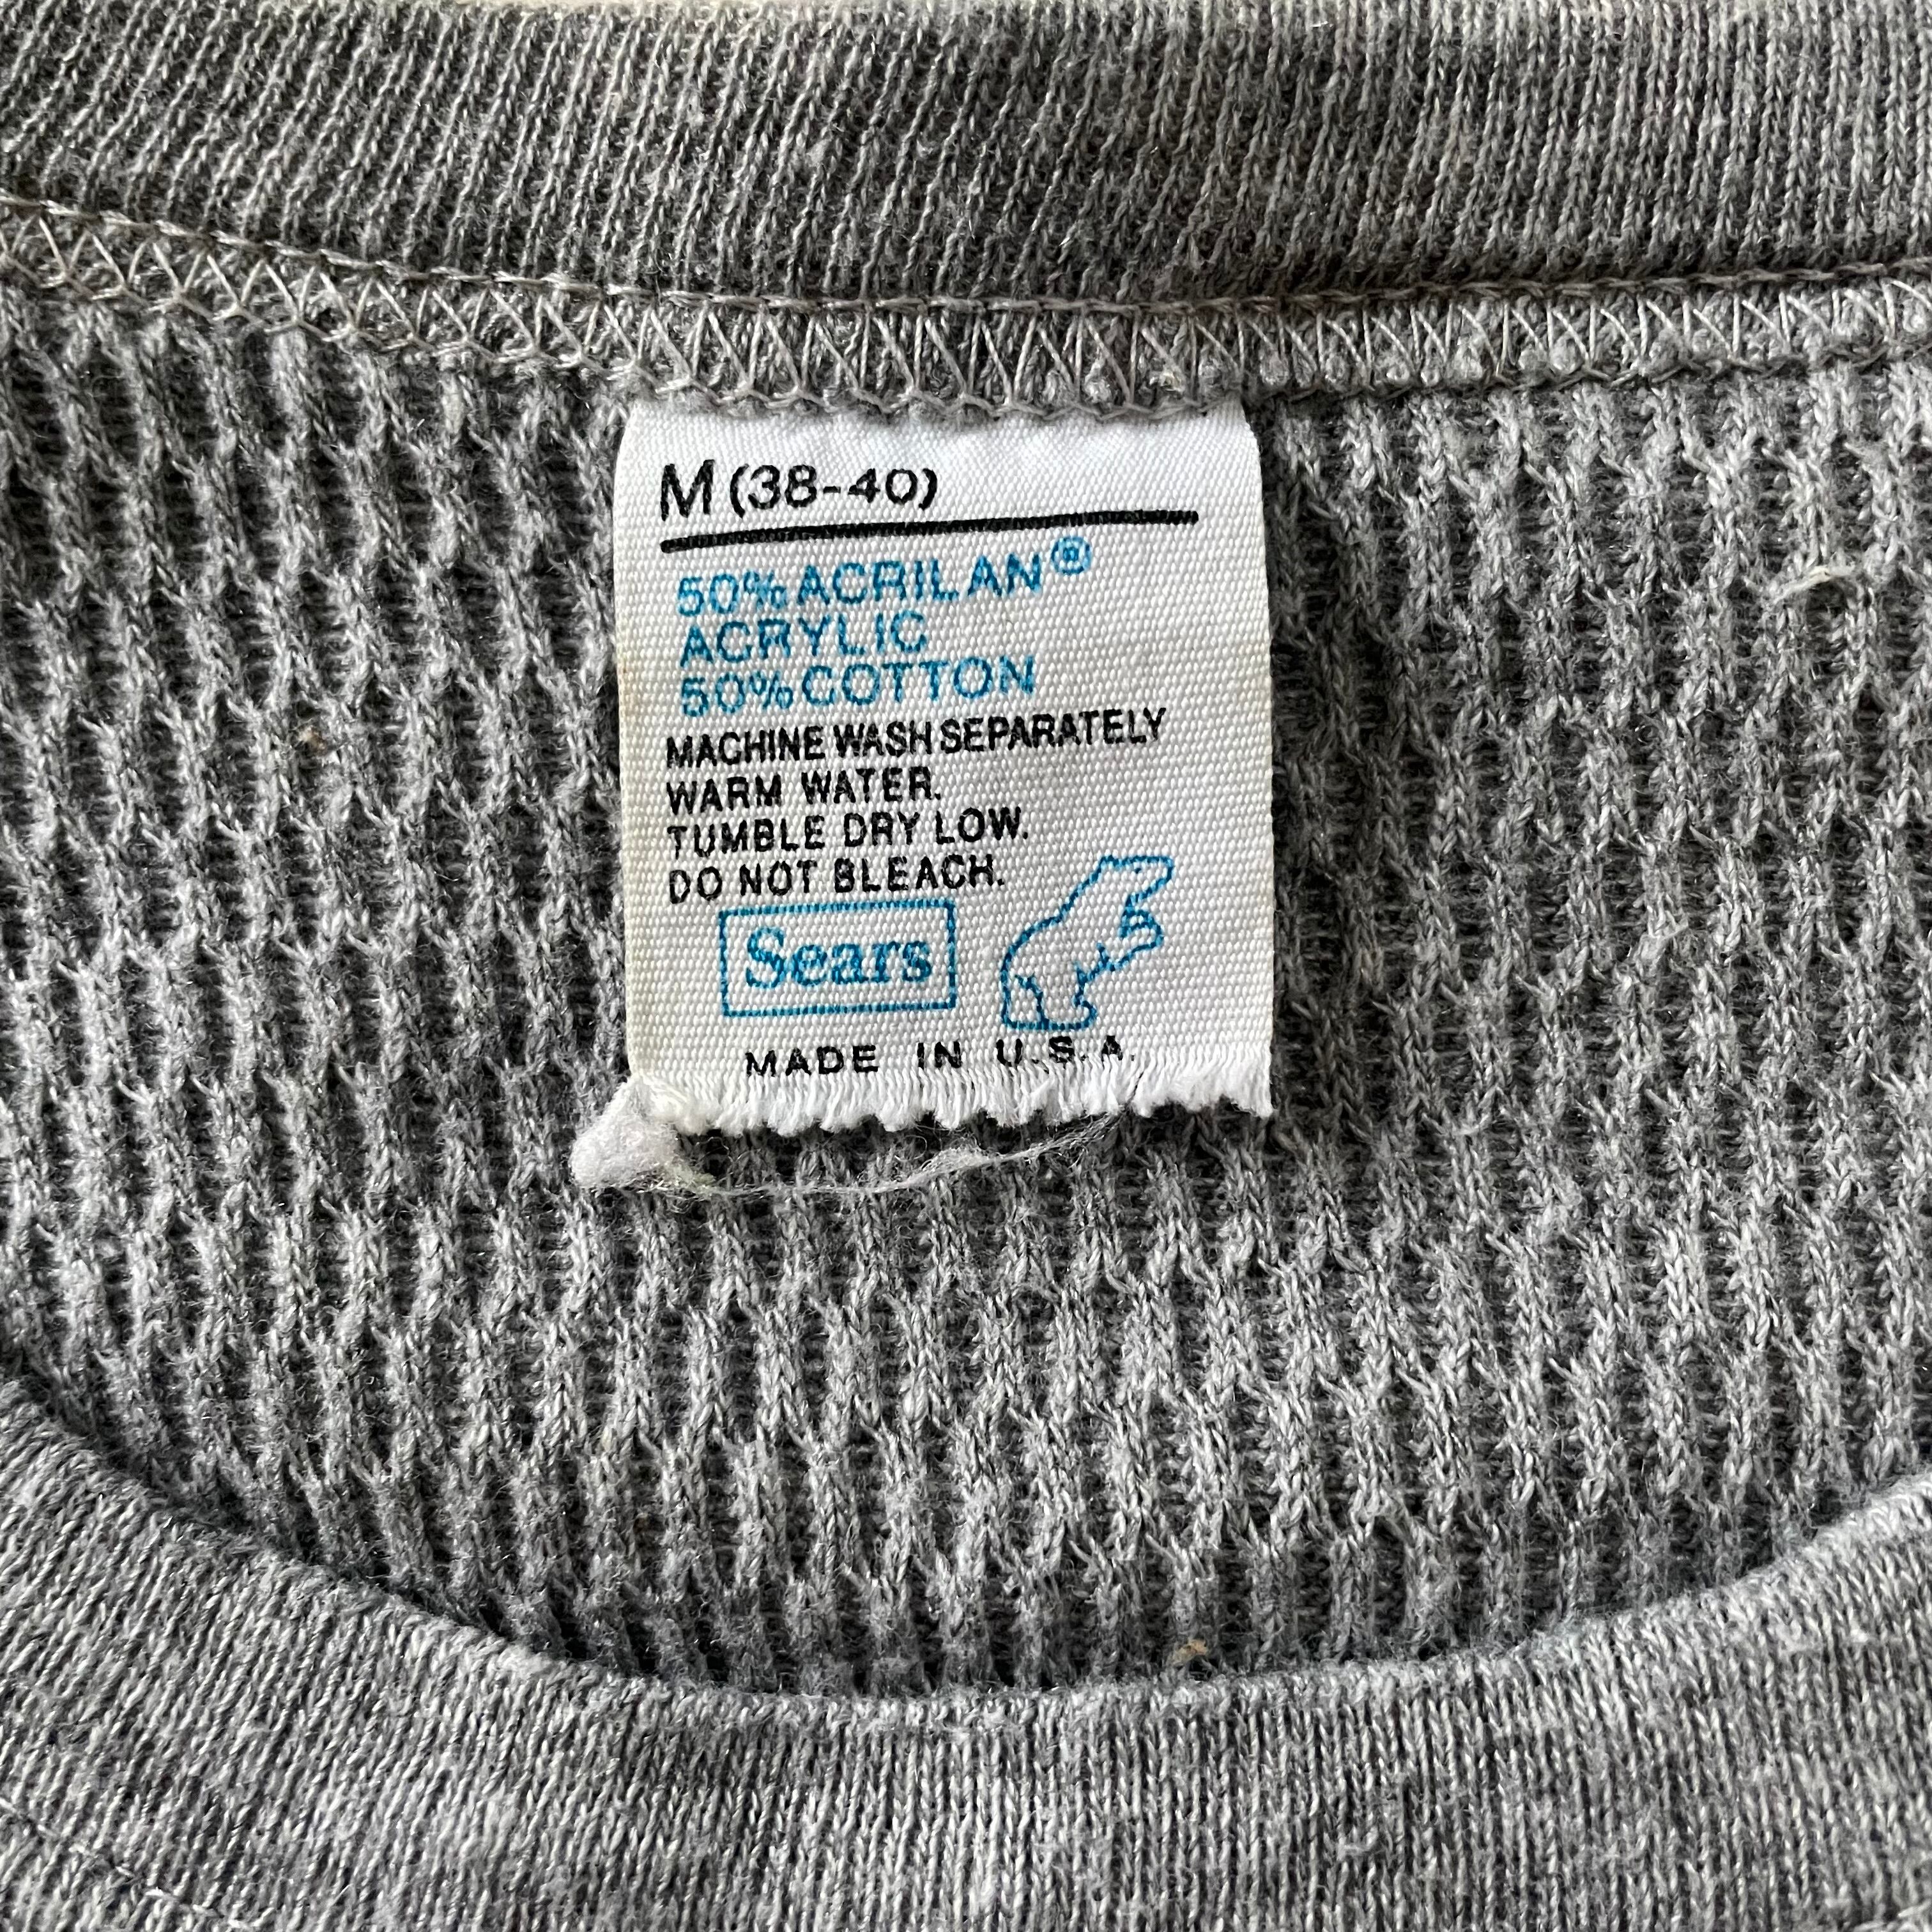 M (38-40)
50% ACRILAN®
ACRYLIC
50% COTTON
MACHINE WASH SEPARATELY
WARM WATER.
TUMBLE DRY LOW.
DO NOT BLEACH.
Sears
MADE IN U.S.A.